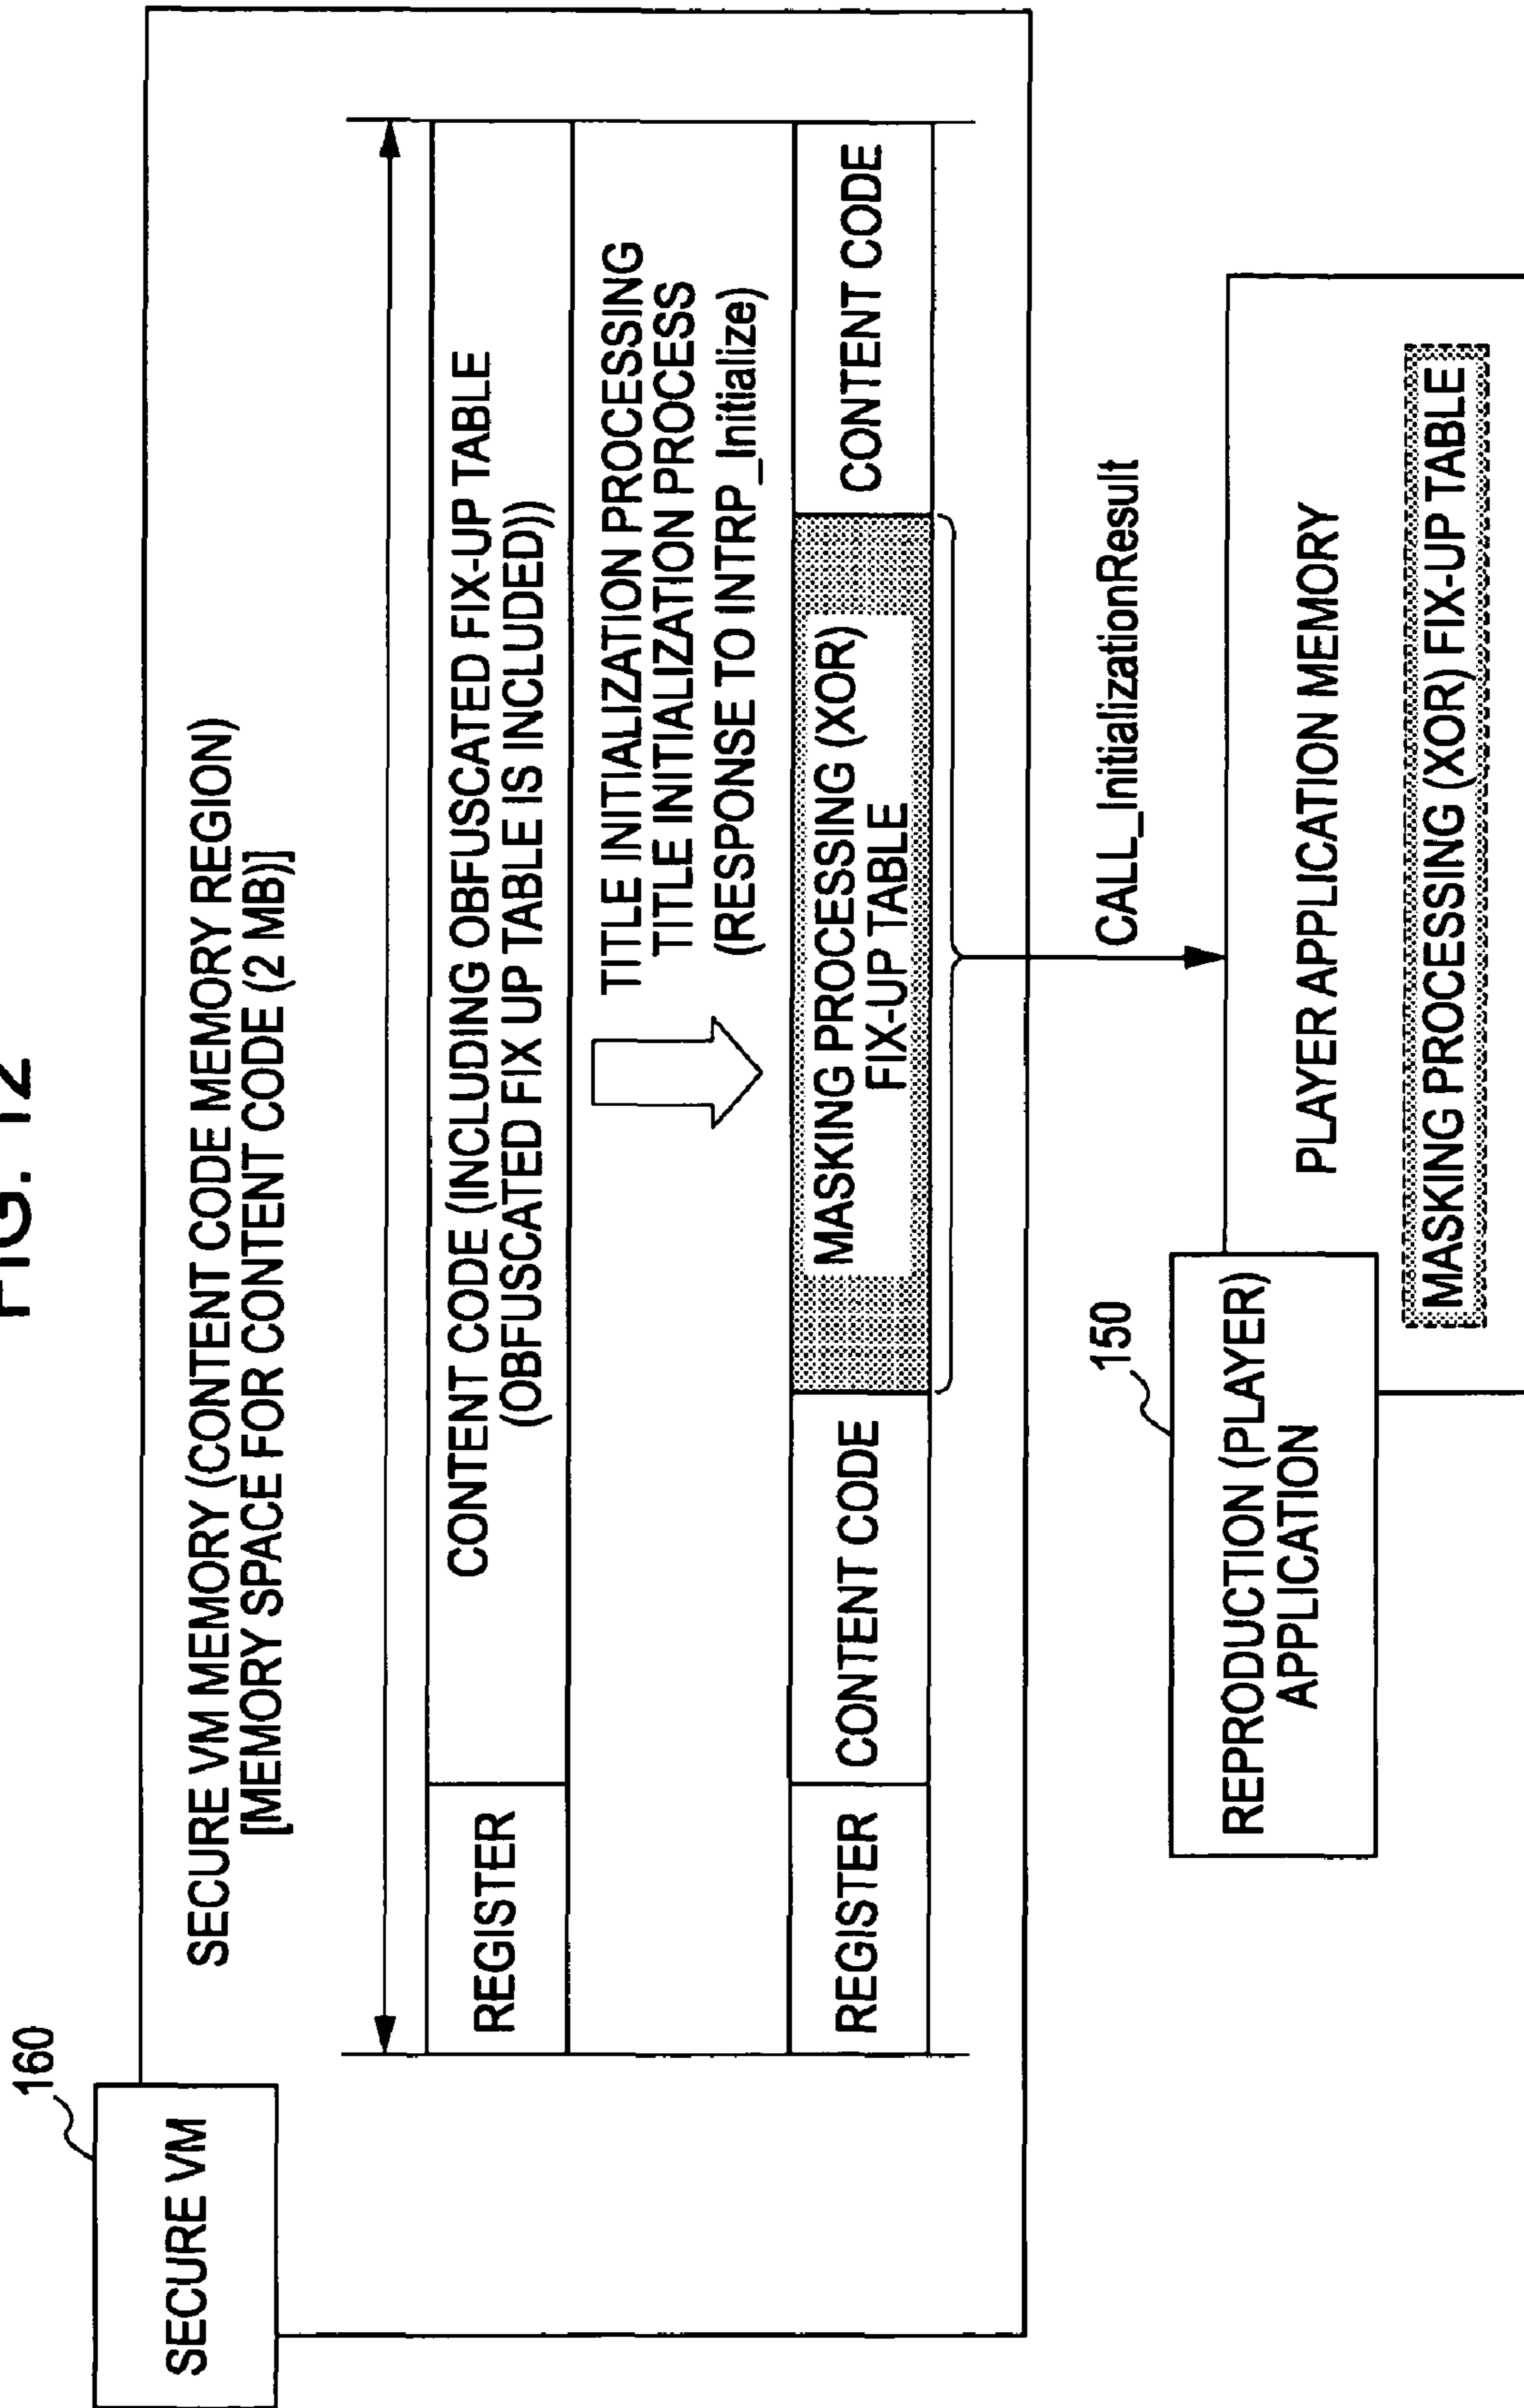 FIG. 12
160
SECURE VM
SECURE VM MEMORY (CONTENT CODE MEMORY REGION)
[MEMORY SPACE FOR CONTENT CODE (2 MB)]
REGISTER
CONTENT CODE (INCLUDING OBFUSCATED FIX-UP TABLE
(OBFUSCATED FIX UP TABLE IS INCLUDED))
TITLE INITIALIZATION PROCESSING
TITLE INITIALIZATION PROCESS
(RESPONSE TO INTRP_Initialize)
REGISTER
CONTENT CODE
MASKING PROCESSING (XOR)
FIX-UP TABLE
CONTENT CODE
CALL_InitializationResult
150
REPRODUCTION (PLAYER)
APPLICATION
PLAYER APPLICATION MEMORY
MASKING PROCESSING (XOR) FIX-UP TABLE